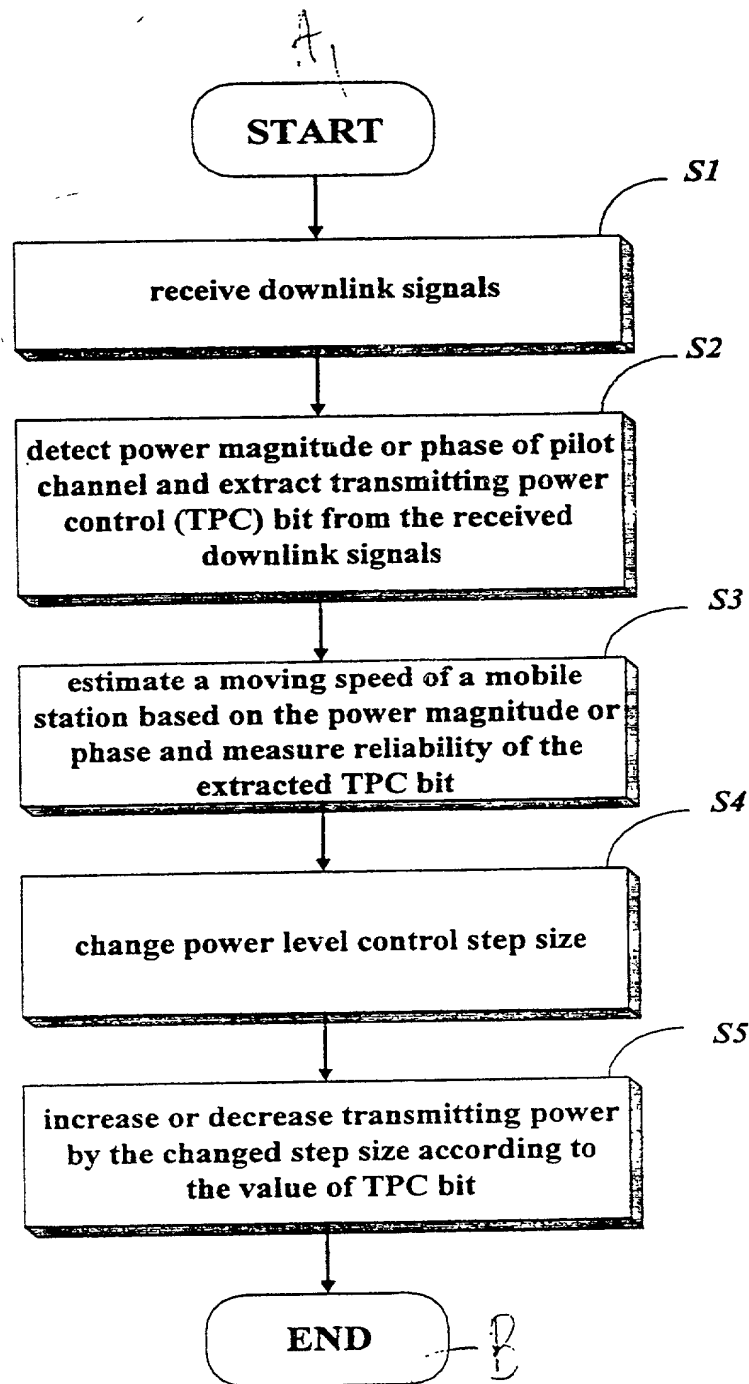 A
START
S1
receive downlink signals
S2
detect power magnitude or phase of pilot
channel and extract transmitting power
control (TPC) bit from the received
downlink signals
S3
estimate a moving speed of a mobile
station based on the power magnitude or
phase and measure reliability of the
extracted TPC bit
S4
change power level control step size
S5
increase or decrease transmitting power
by the changed step size according to
the value of TPC bit
END
B